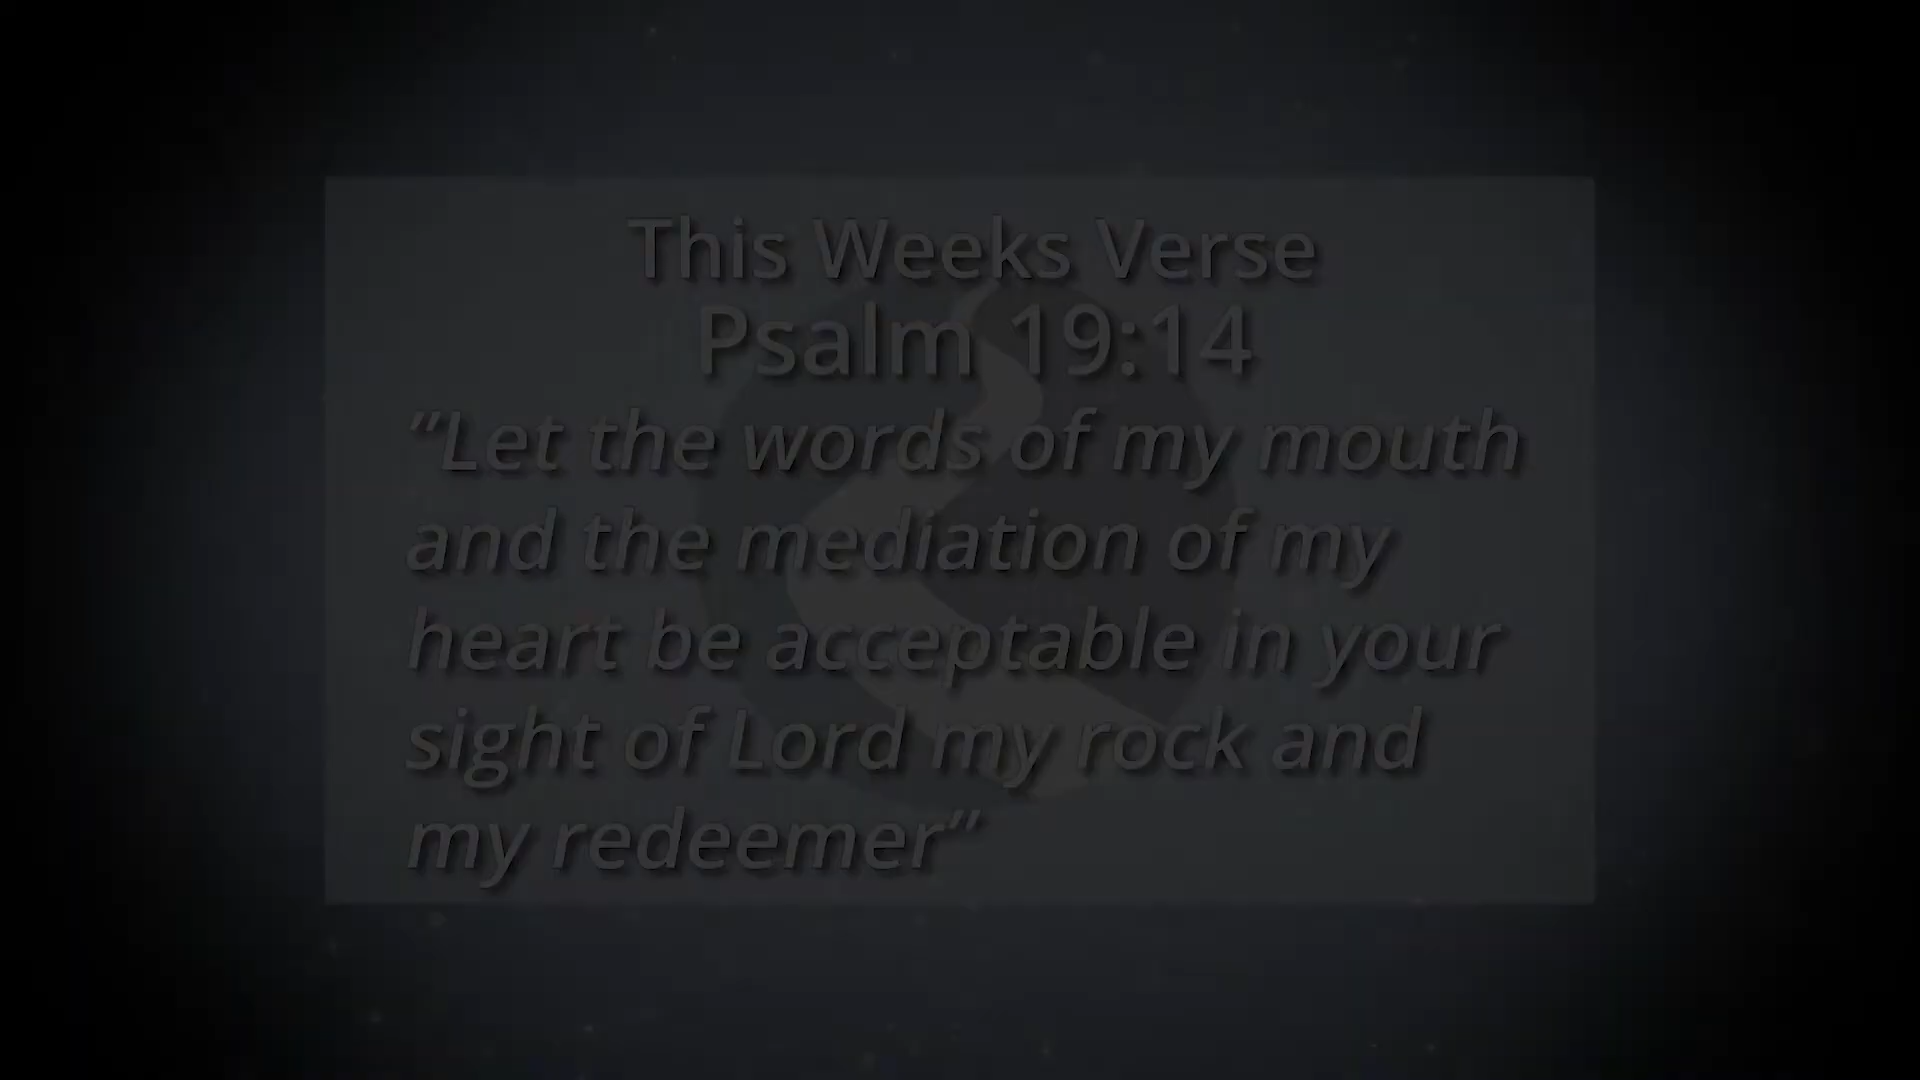 This Weeks Verse
Psalm 19:14
“Let the words of my mouth
and the mediation of my
heart be acceptable in your
sight of Lord my rock and
my redeemer”